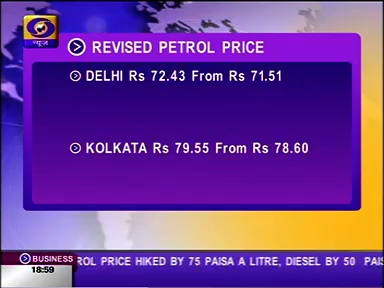 न्यूज़
REVISED PETROL PRICE
DELHI Rs 72.43 From Rs 71.51
KOLKATA Rs 79.55 From Rs 78.60
BUSINESS
ROL PRICE HIKED BY 75 PAISA A LITRE, DIESEL BY 50 PAIS
18:59